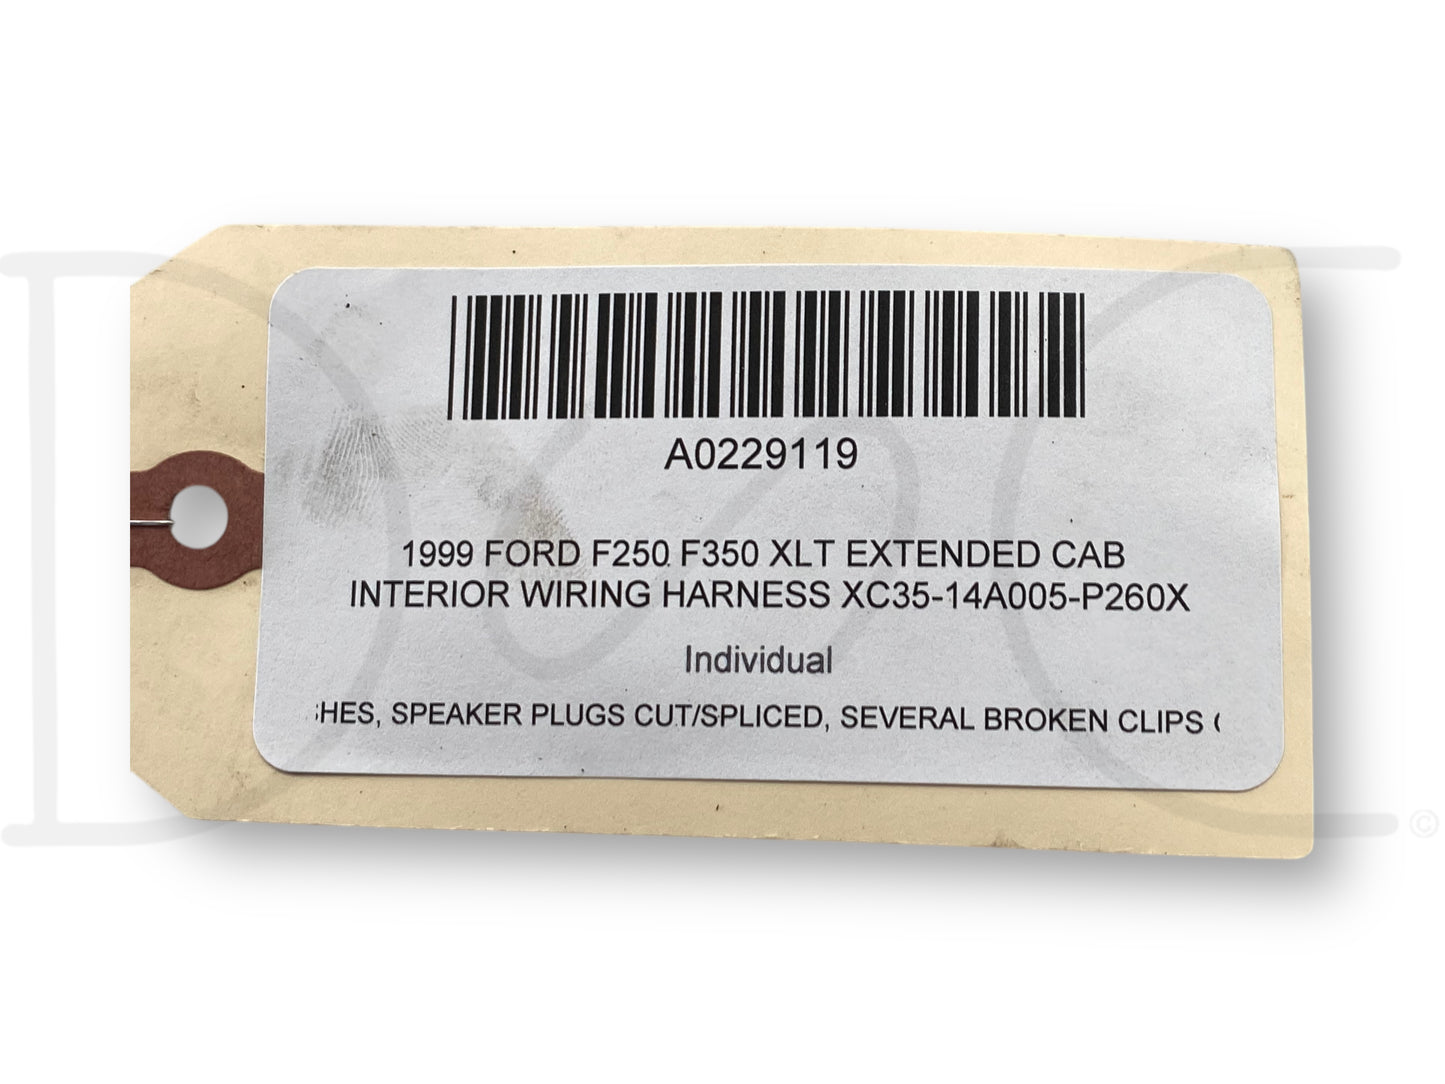 A0229119
1999 FORD F250 F350 XLT EXTENDED CAB
INTERIOR WIRING HARNESS XC35-14A005-P260X
Individual
HES, SPEAKER PLUGS CUT/SPLICED, SEVERAL BROKEN CLIPS
©